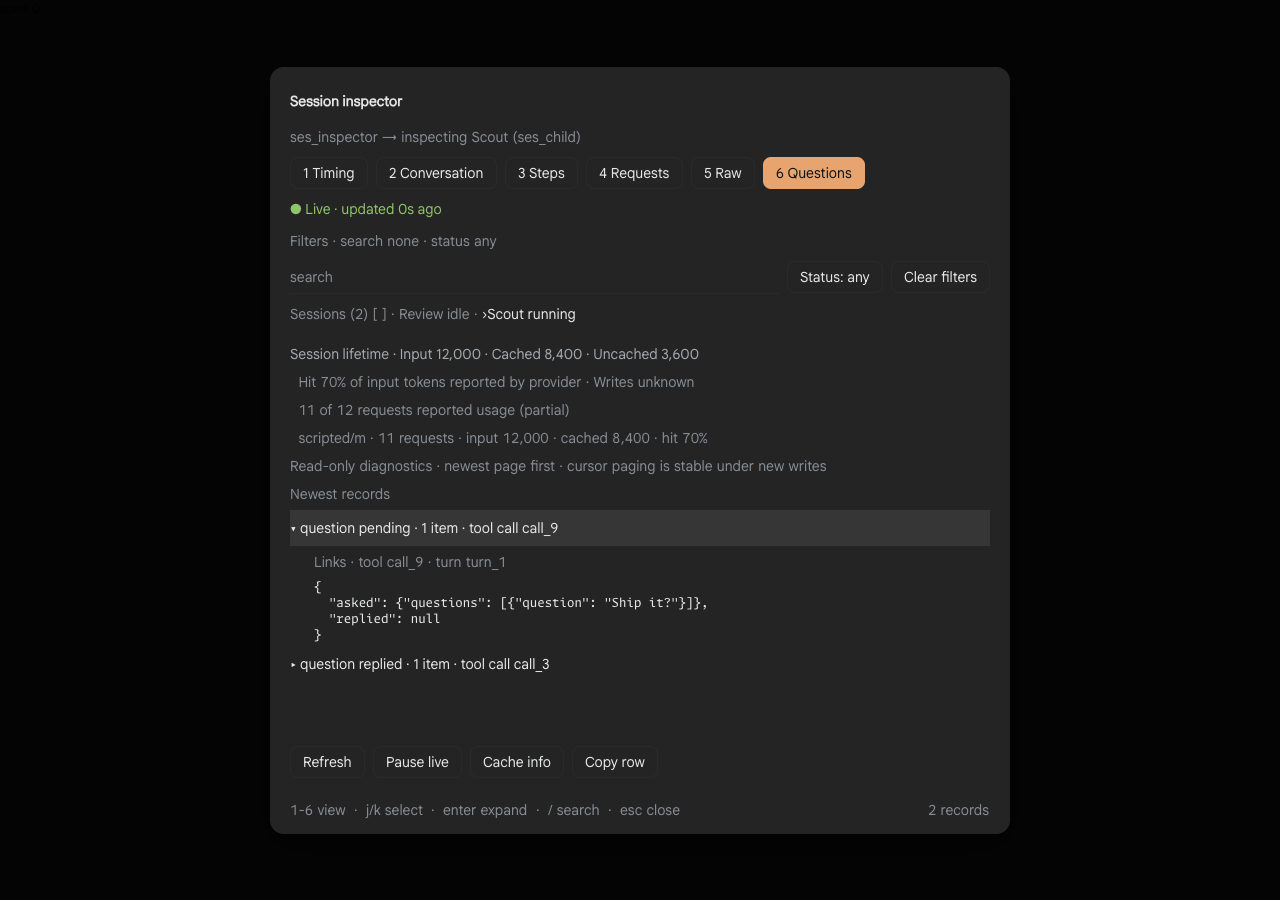 Session inspector
ses_inspector → inspecting Scout (ses_child)
1 Timing 2 Conversation 3 Steps 4 Requests 5 Raw 6 Questions
● Live · updated 0s ago
Filters · search none · status any
search Status: any Clear filters
Sessions (2) [ ] · Review idle · ›Scout running
Session lifetime · Input 12,000 · Cached 8,400 · Uncached 3,600
Hit 70% of input tokens reported by provider · Writes unknown
11 of 12 requests reported usage (partial)
scripted/m · 11 requests · input 12,000 · cached 8,400 · hit 70%
Read-only diagnostics · newest page first · cursor paging is stable under new writes
Newest records
▾ question pending · 1 item · tool call call_9
Links · tool call_9 · turn turn_1
{
"asked": {"questions": [{"question": "Ship it?"}]},
"replied": null
}
▸ question replied · 1 item · tool call call_3
Refresh Pause live Cache info Copy row
1-6 view · j/k select · enter expand · / search · esc close 2 records